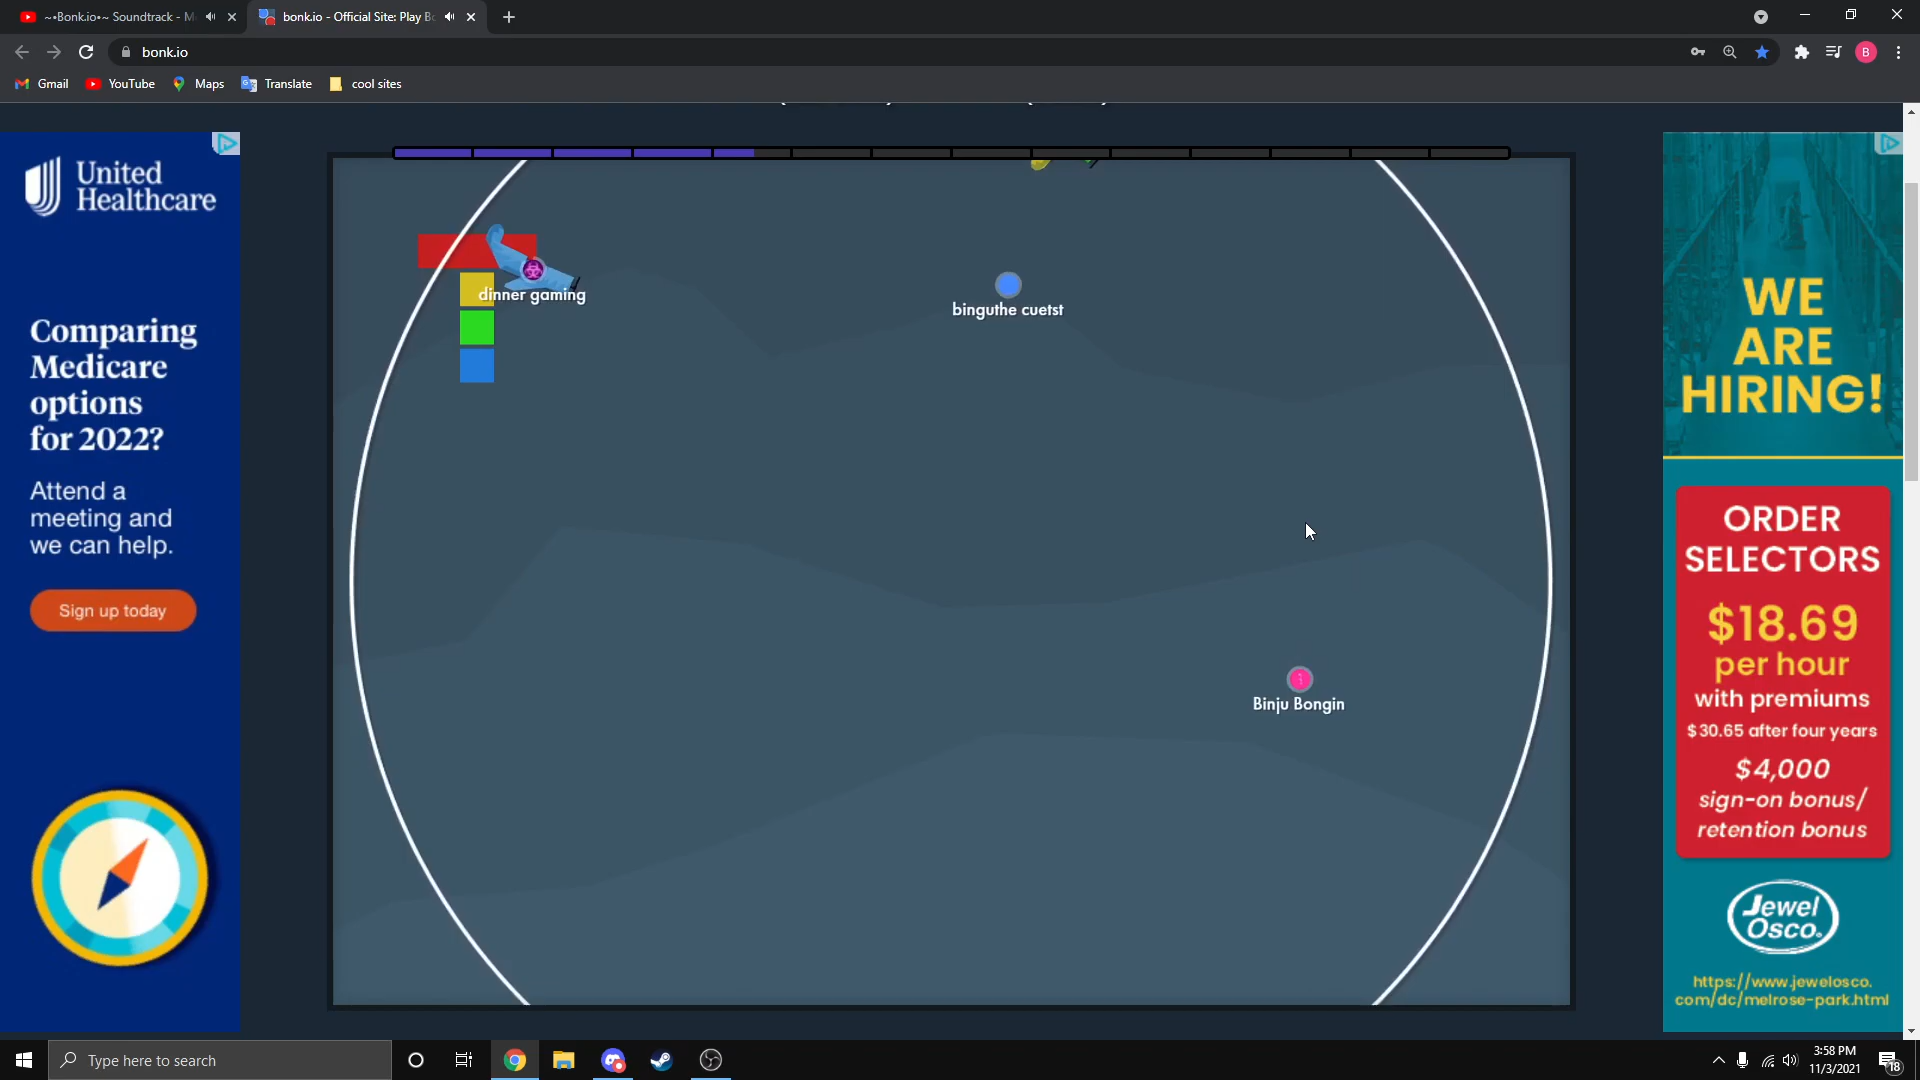 ~•Bonk.io•~ Soundtrack - M
bonk.io - Official Site: Play B
bonk.io
B
Gmail
YouTube
Maps
Translate
cool sites
United
Healthcare
Comparing
Medicare
options
for 2022?
Attend a
meeting and
we can help.
Sign up today
dinner gaming
binguthe cuetst
Binju Bongin
WE
ARE
HIRING!
ORDER
SELECTORS
$18.69
per hour
with premiums
$30.65 after four years
$4,000
sign-on bonus/
retention bonus
Jewel
Osco.
https://www.jewelosco.
com/dc/melrose-park.html
Type here to search
3:58 PM
11/3/2021
18